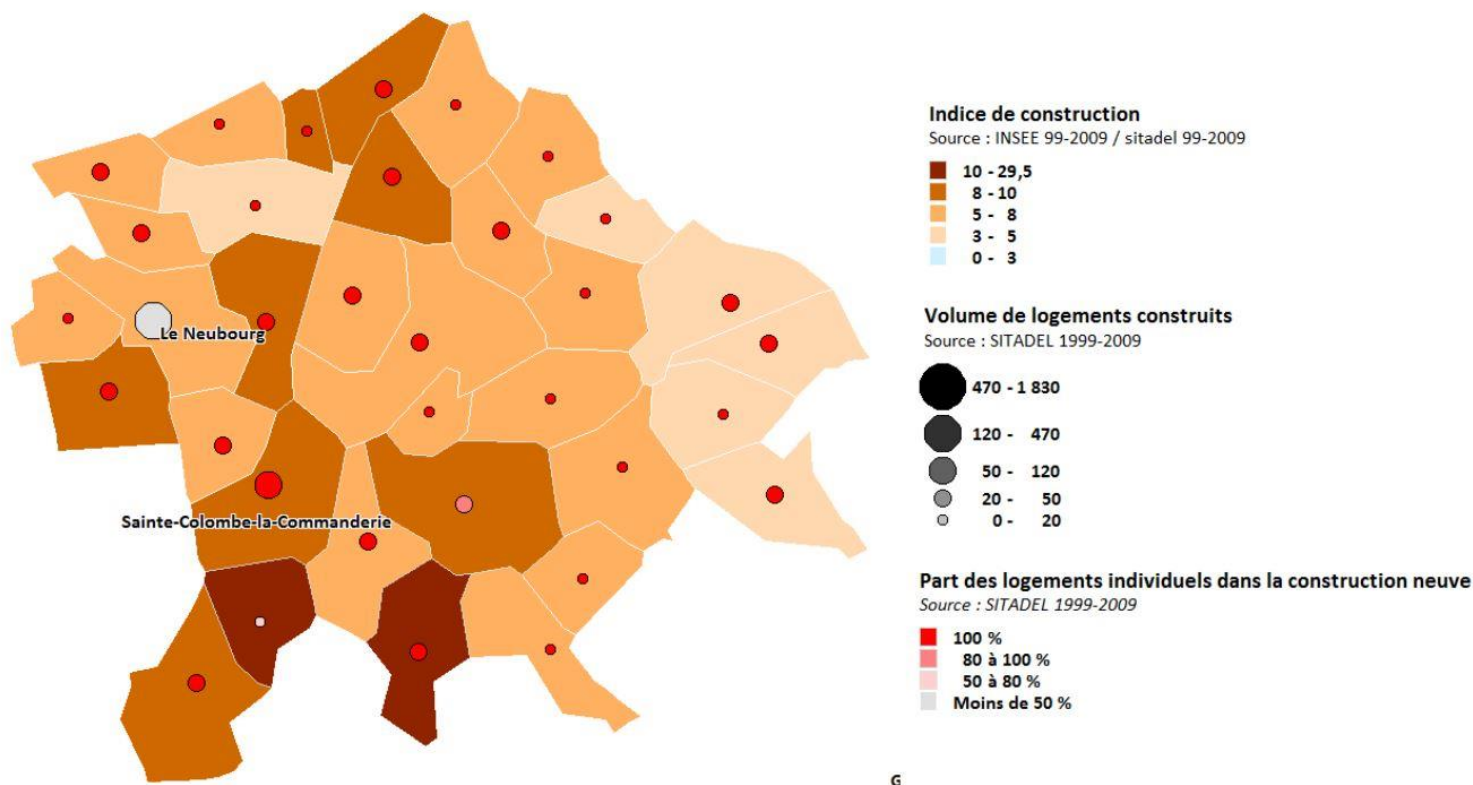 Le Neubourg
Sainte-Colombe-la-Commanderie
Indice de construction
Source : INSEE 99-2009 / sitadel 99-2009
10 - 29,5
8 - 10
5 - 8
3 - 5
0 - 3
Volume de logements construits
Source : SITADEL 1999-2009
470 - 1 830
120 - 470
50 - 120
20 - 50
0 - 20
Part des logements individuels dans la construction neuve
Source : SITADEL 1999-2009
100 %
80 à 100 %
50 à 80 %
Moins de 50 %
G